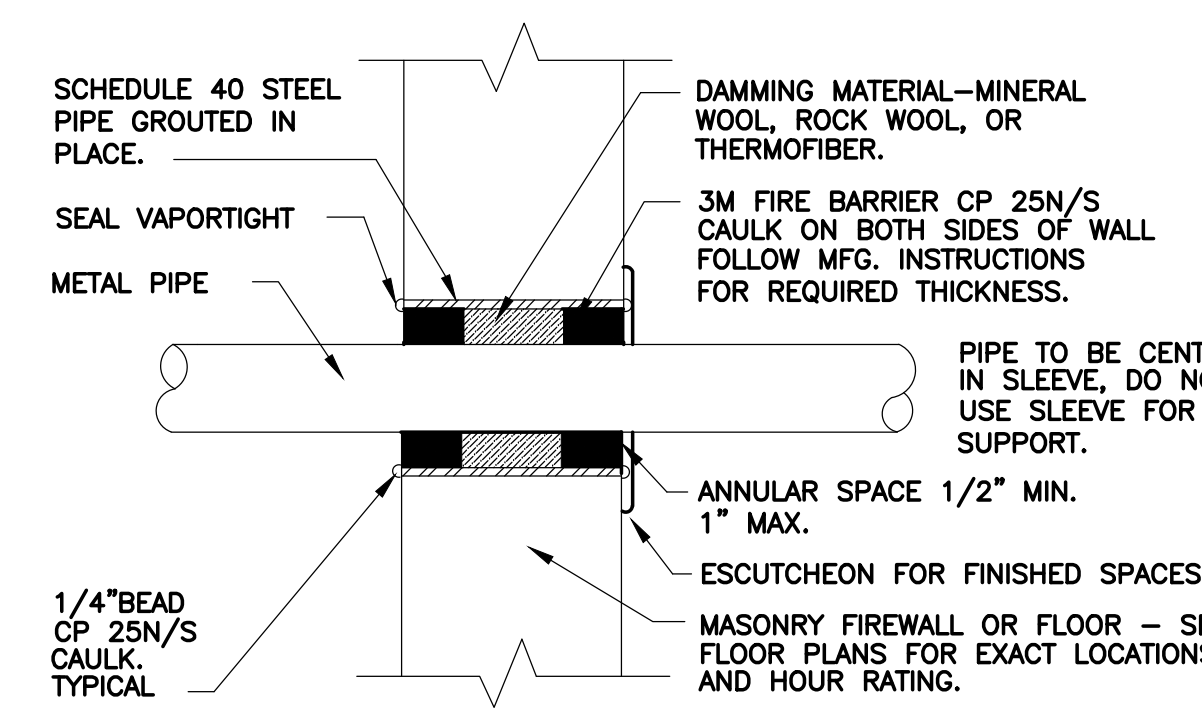 SCHEDULE 40 STEEL
PIPE GROUTED IN
PLACE.
SEAL VAPORTIGHT
METAL PIPE
1/4"BEAD
CP 25N/S
CAULK.
TYPICAL
DAMMING MATERIAL–MINERAL
WOOL, ROCK WOOL, OR
THERMOFIBER.
3M FIRE BARRIER CP 25N/S
CAULK ON BOTH SIDES OF WALL
FOLLOW MFG. INSTRUCTIONS
FOR REQUIRED THICKNESS.
PIPE TO BE
IN SLEEVE, DO
USE SLEEVE FOR
SUPPORT.
ANNULAR SPACE 1/2" MIN.
1" MAX.
ESCUTCHEON FOR FINISHED SPACES
MASONRY FIREWALL OR FLOOR –
FLOOR PLANS FOR EXACT LOCATIONS
AND HOUR RATING.